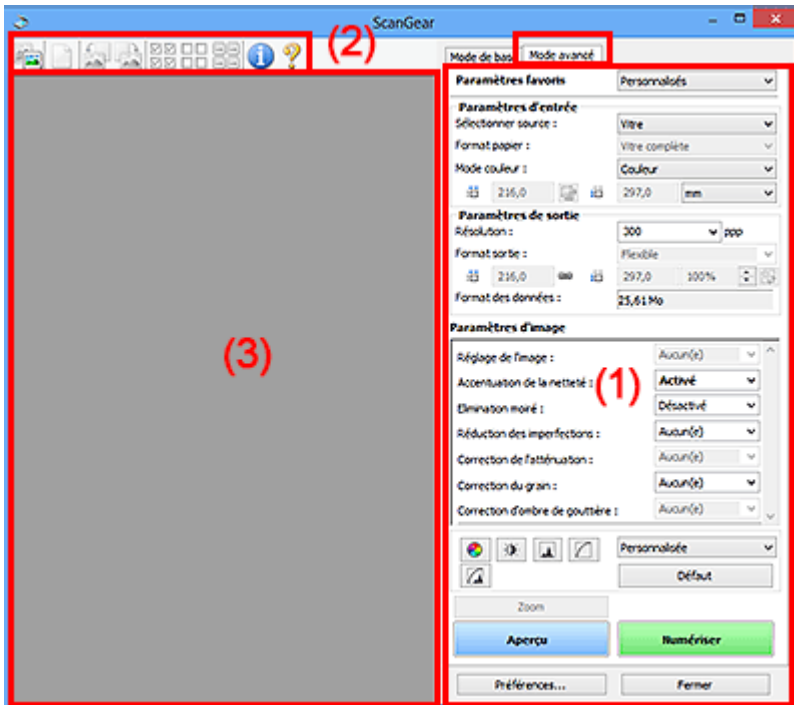 ScanGear
(2)
Mode de base Mode avancé
Paramètres favoris Personnalisés
Paramètres d'entrée
Sélectionner source : Vitre
Format papier : Vitre complète
Mode couleur : Couleur
216,0 297,0 mm
Paramètres de sortie
Résolution : 300 ppp
Format sortie : Flexible
216,0 297,0 100%
Format des données : 25,61 Mo
Paramètres d'image
(3)
Réglage de l'image : Aucun(e)
Accentuation de la netteté : Activé
(1)
Elimination moiré : Désactivé
Réduction des imperfections : Aucun(e)
Correction de l'atténuation : Aucun(e)
Correction du grain : Aucun(e)
Correction d'ombre de gouttière : Aucun(e)
Personnalisée
Défaut
Zoom
Aperçu Numériser
Préférences... Fermer